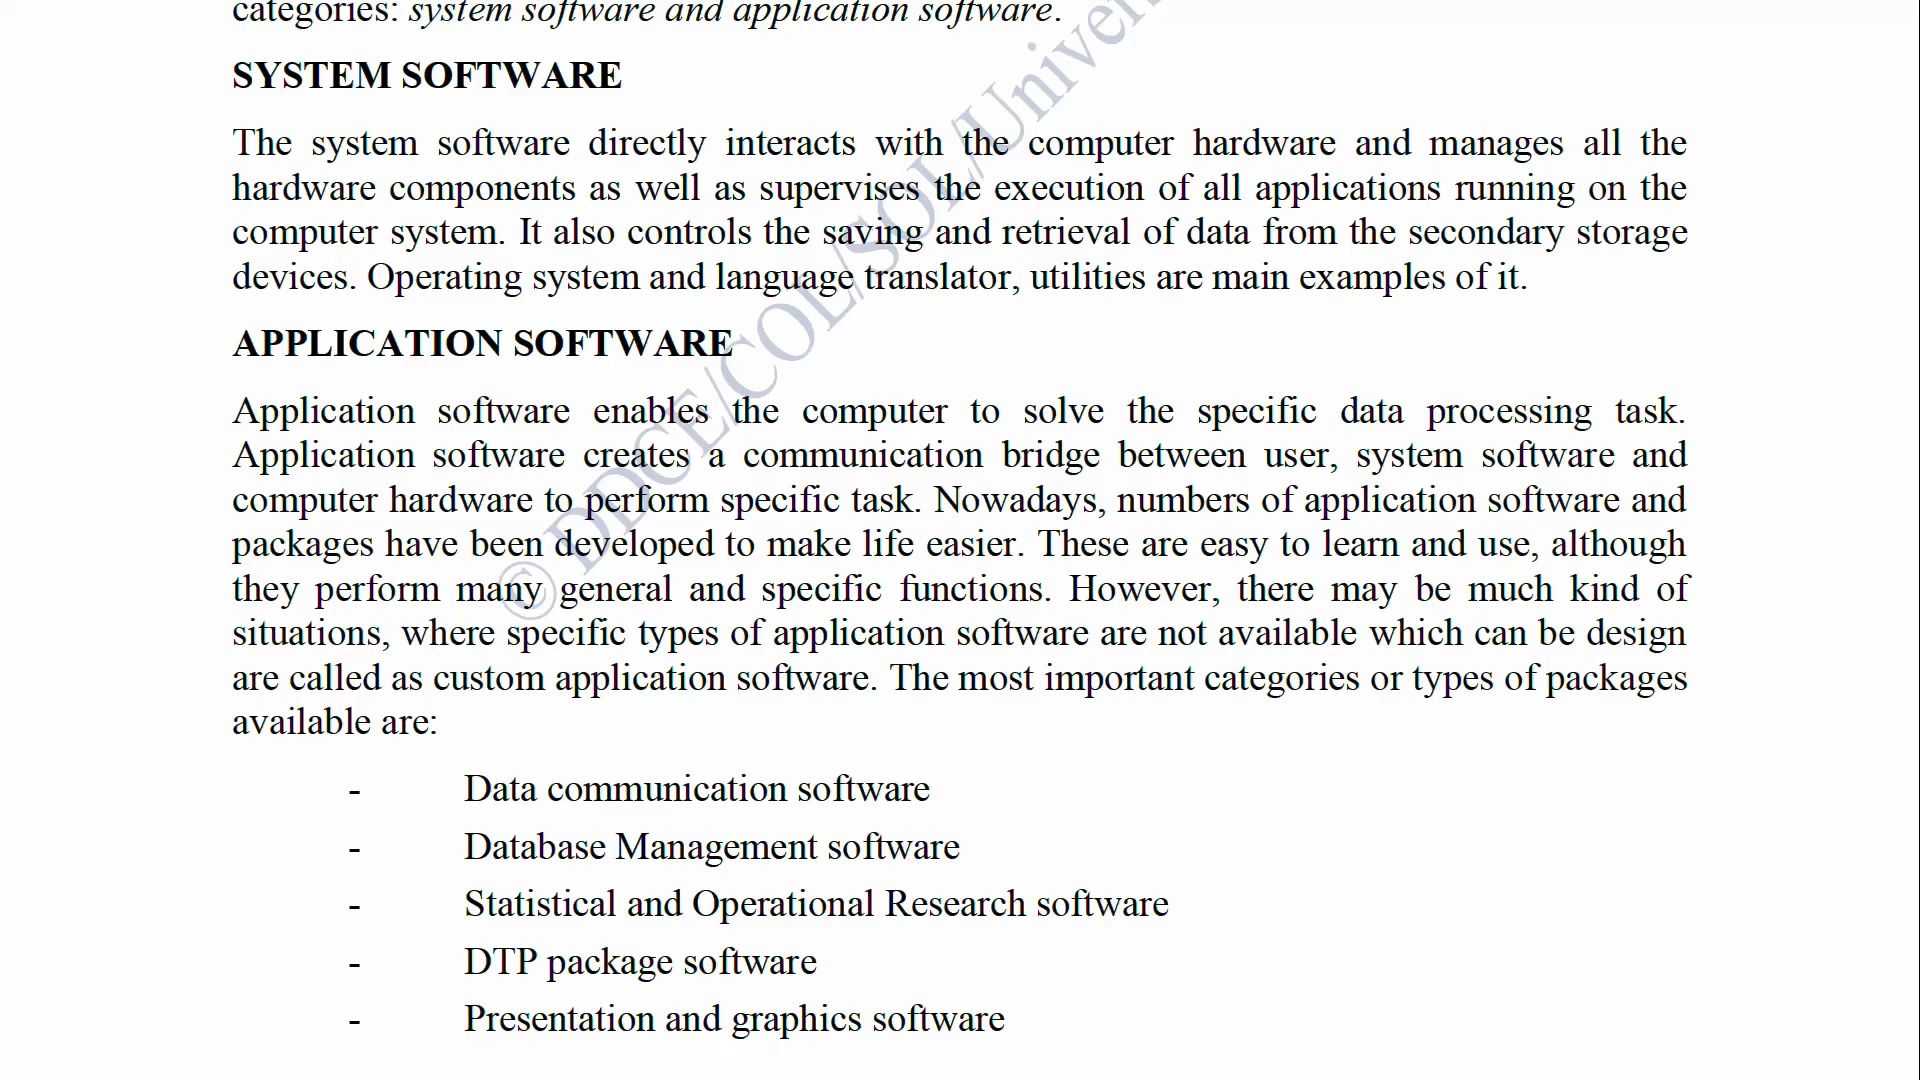 categories: system software and application software.
SYSTEM SOFTWARE
The system software directly interacts with the computer hardware and manages all the
hardware components as well as supervises the execution of all applications running on the
computer system. It also controls the saving and retrieval of data from the secondary storage
devices. Operating system and language translator, utilities are main examples of it.
APPLICATION SOFTWARE
Application software enables the computer to solve the specific data processing task.
Application software creates a communication bridge between user, system software and
computer hardware to perform specific task. Nowadays, numbers of application software and
packages have been developed to make life easier. These are easy to learn and use, although
they perform many general and specific functions. However, there may be much kind of
situations, where specific types of application software are not available which can be design
are called as custom application software. The most important categories or types of packages
available are:
- Data communication software
- Database Management software
- Statistical and Operational Research software
- DTP package software
- Presentation and graphics software
© DDCE/COL/SOL/Univer